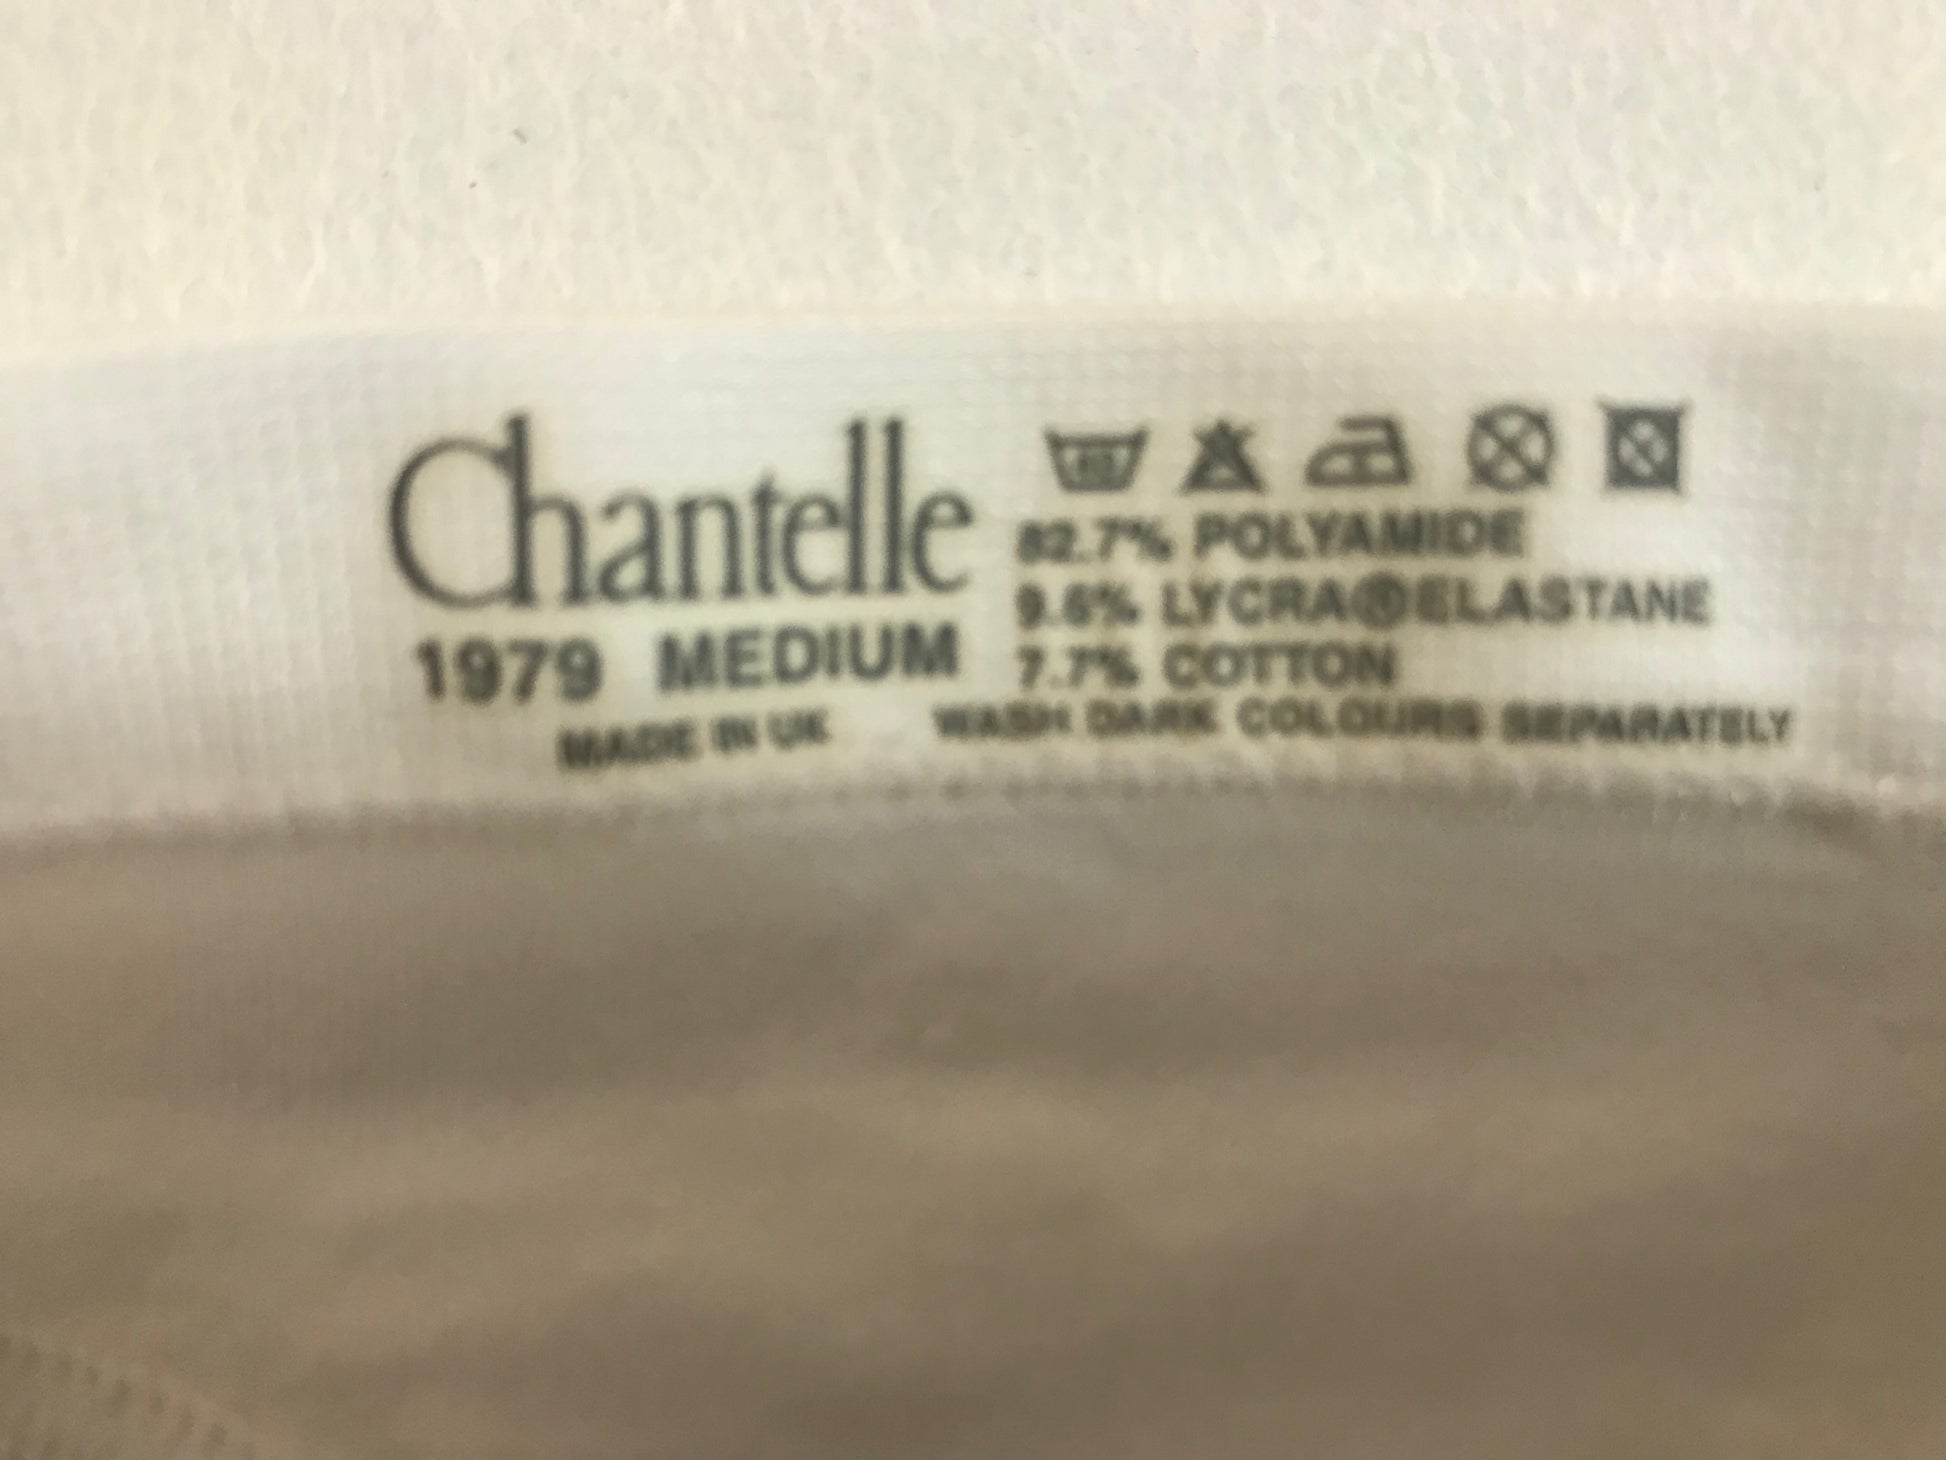 Chantelle
1979 MEDIUM
MADE IN UK
40
82.7% POLYAMIDE
9.6% LYCRA®ELASTANE
7.7% COTTON
WASH DARK COLOURS SEPARATELY